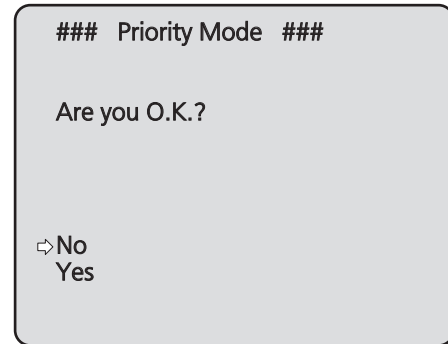 ### Priority Mode ###
Are you O.K.?
⇨No
Yes